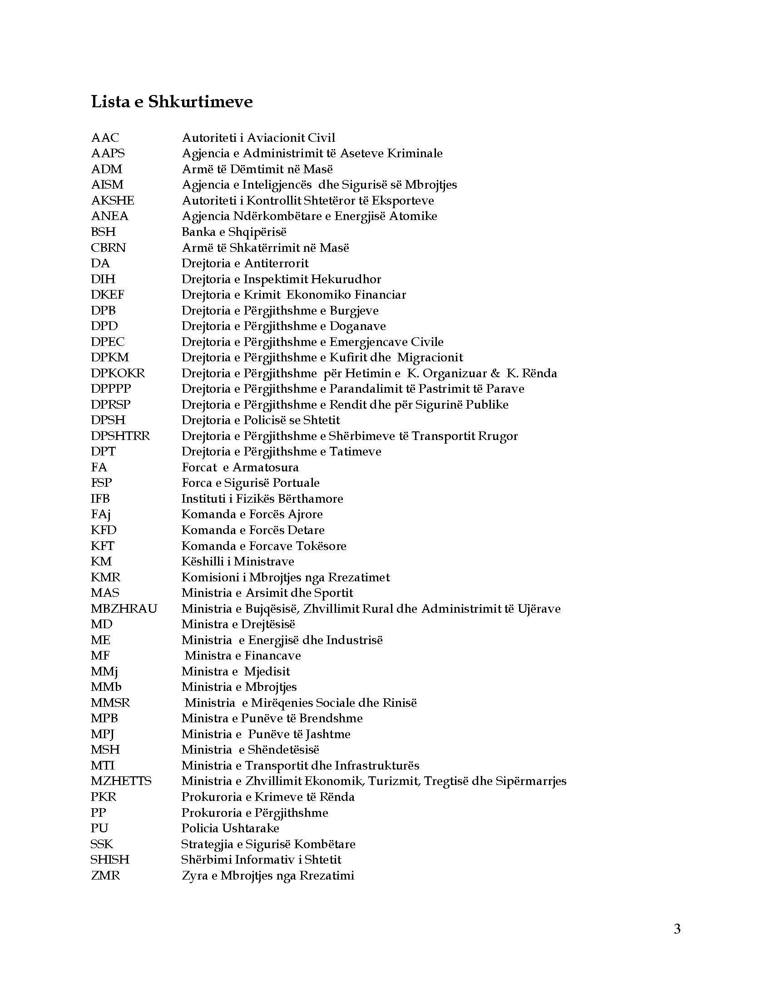 Lista e Shkurtimeve
AAC Autoriteti i Aviacionit Civil
AAPS Agjencia e Administrimit të Aseteve Kriminale
ADM Armë të Dëmtimit në Masë
AISM Agjencia e Inteligjencës dhe Sigurisë së Mbrojtjes
AKSHE Autoriteti i Kontrollit Shtetëror të Eksporteve
ANEA Agjencia Ndërkombëtare e Energjisë Atomike
BSH Banka e Shqipërisë
CBRN Armë të Shkatërrimit në Masë
DA Drejtoria e Antiterrorit
DIH Drejtoria e Inspektimit Hekurudhor
DKEF Drejtoria e Krimit Ekonomiko Financiar
DPB Drejtoria e Përgjithshme e Burgjeve
DPD Drejtoria e Përgjithshme e Doganave
DPEC Drejtoria e Përgjithshme e Emergjencave Civile
DPKM Drejtoria e Përgjithshme e Kufirit dhe Migracionit
DPKOKR Drejtoria e Përgjithshme për Hetimin e K. Organizuar & K. Rënda
DPPPP Drejtoria e Përgjithshme e Parandalimit të Pastrimit të Parave
DPRSP Drejtoria e Përgjithshme e Rendit dhe për Sigurinë Publike
DPSH Drejtoria e Policisë se Shtetit
DPSHTRR Drejtoria e Përgjithshme e Shërbimeve të Transportit Rrugor
DPT Drejtoria e Përgjithshme e Tatimeve
FA Forcat e Armatosura
FSP Forca e Sigurisë Portuale
IFB Instituti i Fizikës Bërthamore
FAj Komanda e Forcës Ajrore
KFD Komanda e Forcës Detare
KFT Komanda e Forcave Tokësore
KM Këshilli i Ministrave
KMR Komisioni i Mbrojtjes nga Rrezatimet
MAS Ministria e Arsimit dhe Sportit
MBZHRAU Ministria e Bujqësisë, Zhvillimit Rural dhe Administrimit të Ujërave
MD Ministra e Drejtësisë
ME Ministria e Energjisë dhe Industrisë
MF Ministra e Financave
MMj Ministra e Mjedisit
MMb Ministria e Mbrojtjes
MMSR Ministria e Mirëqenies Sociale dhe Rinisë
MPB Ministra e Punëve të Brendshme
MPJ Ministria e Punëve të Jashtme
MSH Ministria e Shëndetësisë
MTI Ministria e Transportit dhe Infrastrukturës
MZHETTS Ministria e Zhvillimit Ekonomik, Turizmit, Tregtisë dhe Sipërmarrjes
PKR Prokuroria e Krimeve të Rënda
PP Prokuroria e Përgjithshme
PU Policia Ushtarake
SSK Strategjia e Sigurisë Kombëtare
SHISH Shërbimi Informativ i Shtetit
ZMR Zyra e Mbrojtjes nga Rrezatimi
3